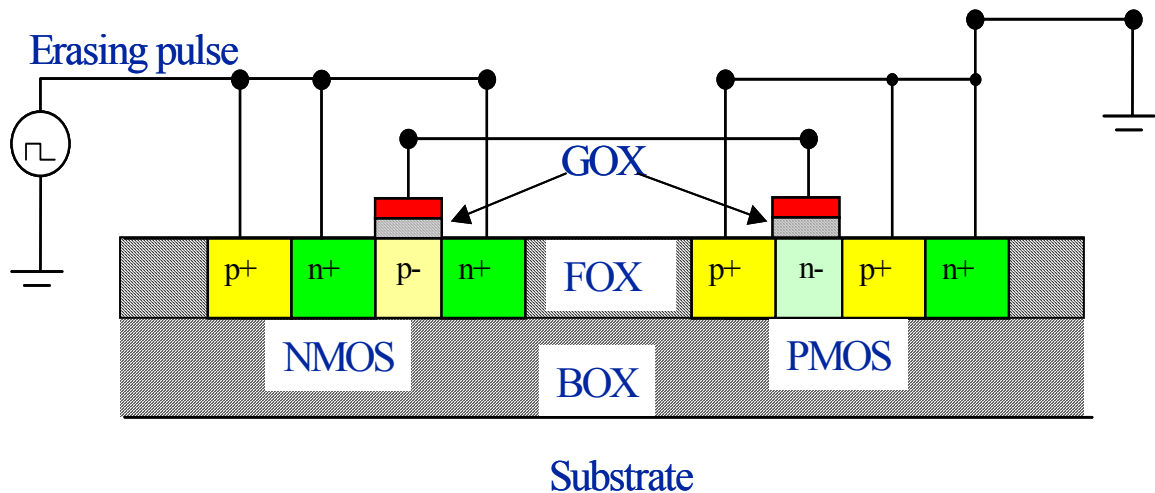 Erasing pulse
GOX
p+ n+ p- n+ FOX p+ n- p+ n+
NMOS PMOS
BOX
Substrate